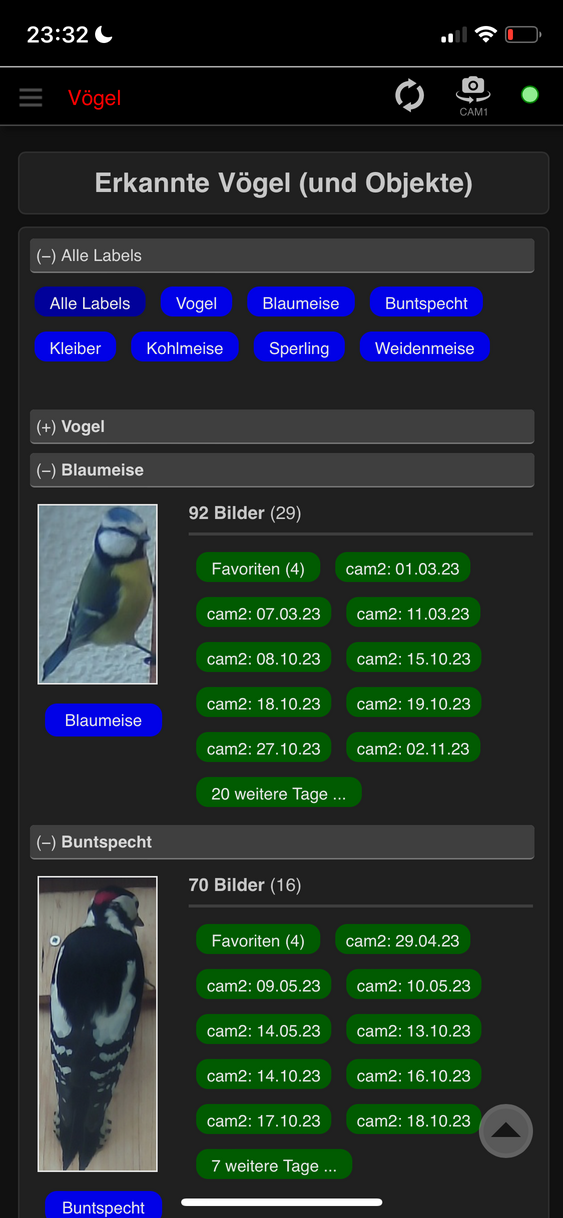 23:32
Vögel
CAM1
Erkannte Vögel (und Objekte)
(−) Alle Labels
Alle Labels Vogel Blaumeise Buntspecht
Kleiber Kohlmeise Sperling Weidenmeise
(+) Vogel
(−) Blaumeise
92 Bilder (29)
Favoriten (4) cam2: 01.03.23
cam2: 07.03.23 cam2: 11.03.23
cam2: 08.10.23 cam2: 15.10.23
cam2: 18.10.23 cam2: 19.10.23
cam2: 27.10.23 cam2: 02.11.23
20 weitere Tage ...
Blaumeise
(−) Buntspecht
70 Bilder (16)
Favoriten (4) cam2: 29.04.23
cam2: 09.05.23 cam2: 10.05.23
cam2: 14.05.23 cam2: 13.10.23
cam2: 14.10.23 cam2: 16.10.23
cam2: 17.10.23 cam2: 18.10.23
7 weitere Tage ...
Buntspecht